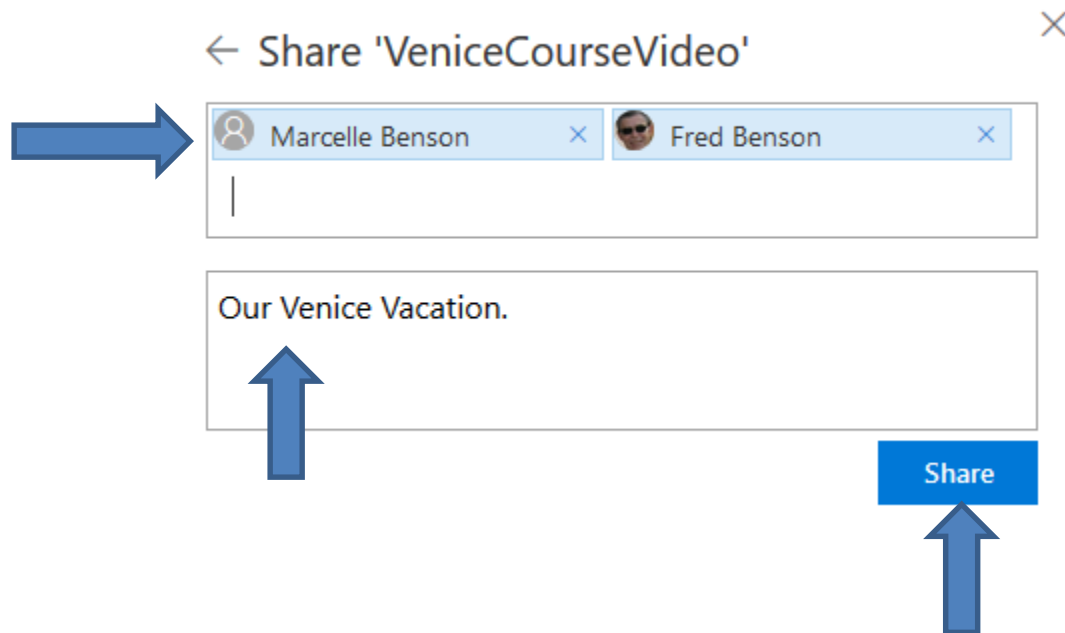 Share 'VeniceCourseVideo'
Marcelle Benson Fred Benson
Our Venice Vacation.
Share